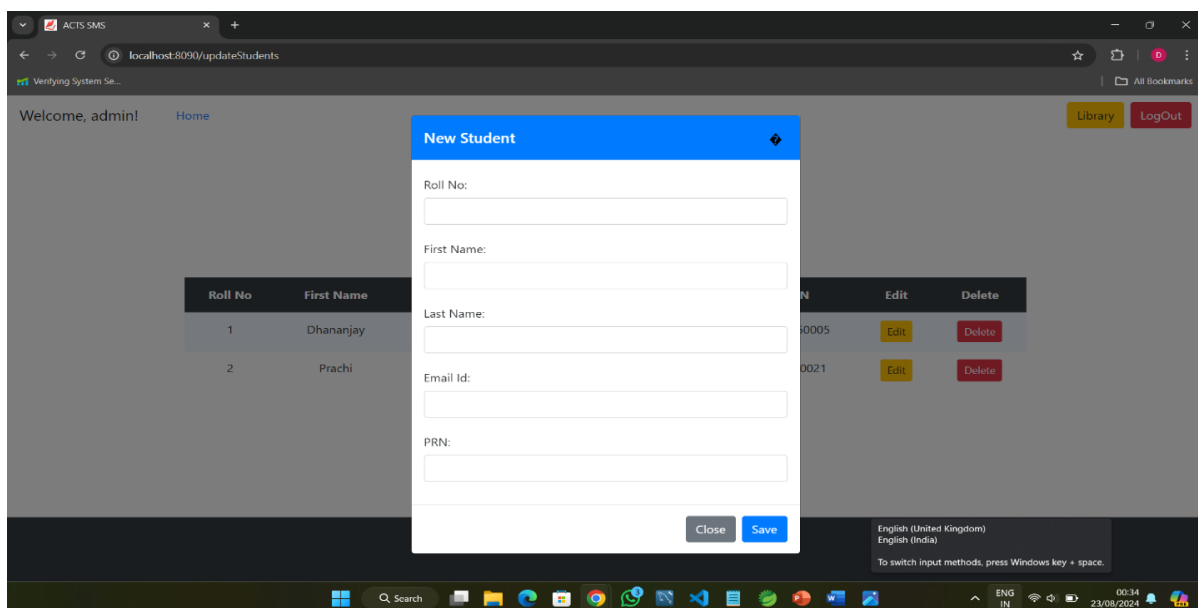 ACTS SMS
localhost:8090/updateStudents
Verifying System Se...
All Bookmarks
Welcome, admin! Home Library LogOut
New Student
Roll No:
First Name:
Last Name:
Email Id:
PRN:
Close Save
Roll No First Name N Edit Delete
1 Dhananjay 0005 Edit Delete
2 Prachi 0021 Edit Delete
English (United Kingdom)
English (India)
To switch input methods, press Windows key + space.
Search
ENG
IN
00:34
23/08/2024